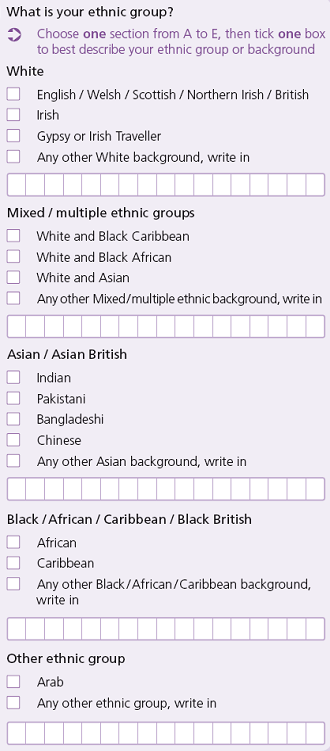 What is your ethnic group?
Choose one section from A to E, then tick one box
to best describe your ethnic group or background
White
English / Welsh / Scottish / Northern Irish / British
Irish
Gypsy or Irish Traveller
Any other White background, write in
Mixed / multiple ethnic groups
White and Black Caribbean
White and Black African
White and Asian
Any other Mixed/multiple ethnic background, write in
Asian / Asian British
Indian
Pakistani
Bangladeshi
Chinese
Any other Asian background, write in
Black / African / Caribbean / Black British
African
Caribbean
Any other Black/African/Caribbean background,
write in
Other ethnic group
Arab
Any other ethnic group, write in